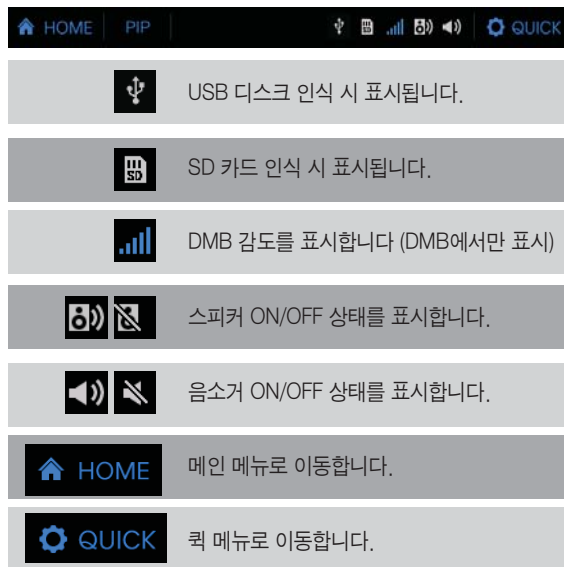 HOME PIP QUICK
USB 디스크 인식 시 표시됩니다.
SD SD 카드 인식 시 표시됩니다.
DMB 감도를 표시합니다 (DMB에서만 표시)
스피커 ON/OFF 상태를 표시합니다.
음소거 ON/OFF 상태를 표시합니다.
HOME 메인 메뉴로 이동합니다.
QUICK 퀵 메뉴로 이동합니다.